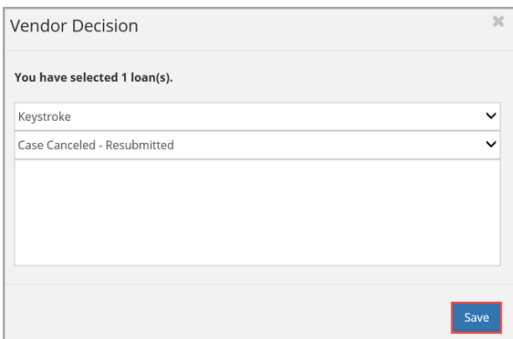 Vendor Decision
You have selected 1 loan(s).
Keystroke
Case Canceled - Resubmitted
Save